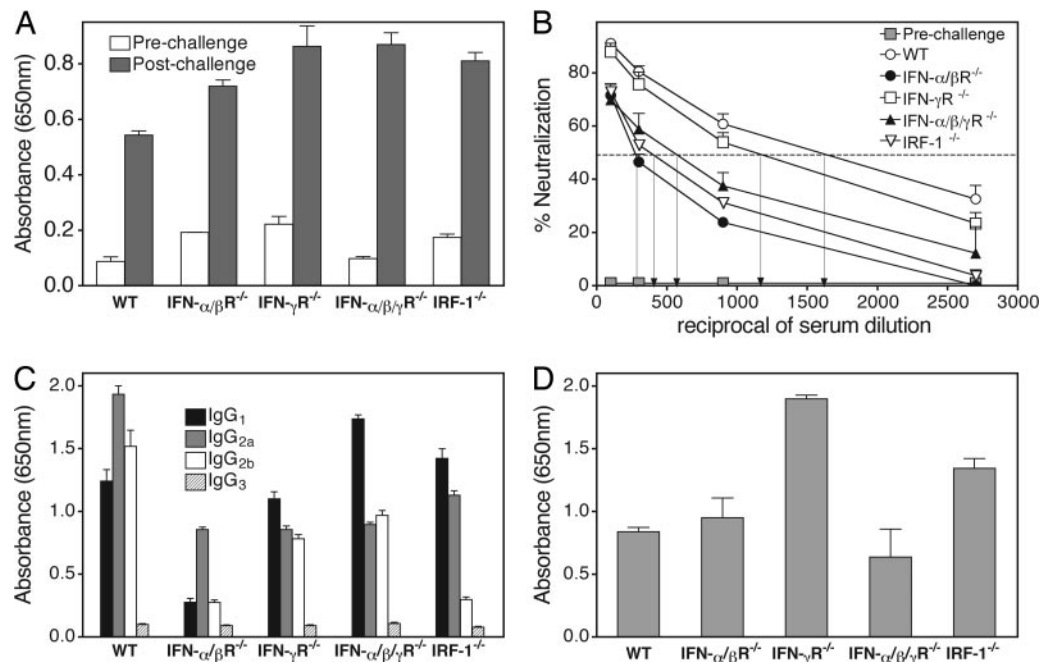 A
Pre-challenge
Post-challenge
Absorbance (650nm)
0.8
0.6
0.4
0.2
0.0
WT IFN-α/βR-/- IFN-γR-/- IFN-α/β/γR-/- IRF-1-/-
B
Pre-challenge
WT
IFN-α/βR-/-
IFN-γR-/-
IFN-α/β/γR-/-
IRF-1-/-
% Neutralization
80
60
40
20
0
0 500 1000 1500 2000 2500 3000
reciprocal of serum dilution
C
IgG1
IgG2a
IgG2b
IgG3
Absorbance (650nm)
2.0
1.5
1.0
0.5
0.0
WT IFN-α/βR-/- IFN-γR-/- IFN-α/β/γR-/- IRF-1-/-
D
Absorbance (650nm)
2.0
1.5
1.0
0.5
0.0
WT IFN-α/βR-/- IFN-γR-/- IFN-α/β/γR-/- IRF-1-/-